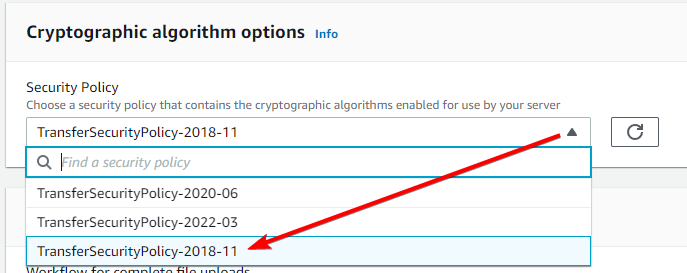 Cryptographic algorithm options Info
Security Policy
Choose a security policy that contains the cryptographic algorithms enabled for use by your server
TransferSecurityPolicy-2018-11
Find a security policy
TransferSecurityPolicy-2020-06
TransferSecurityPolicy-2022-03
TransferSecurityPolicy-2018-11
Workflow for complete file uploads